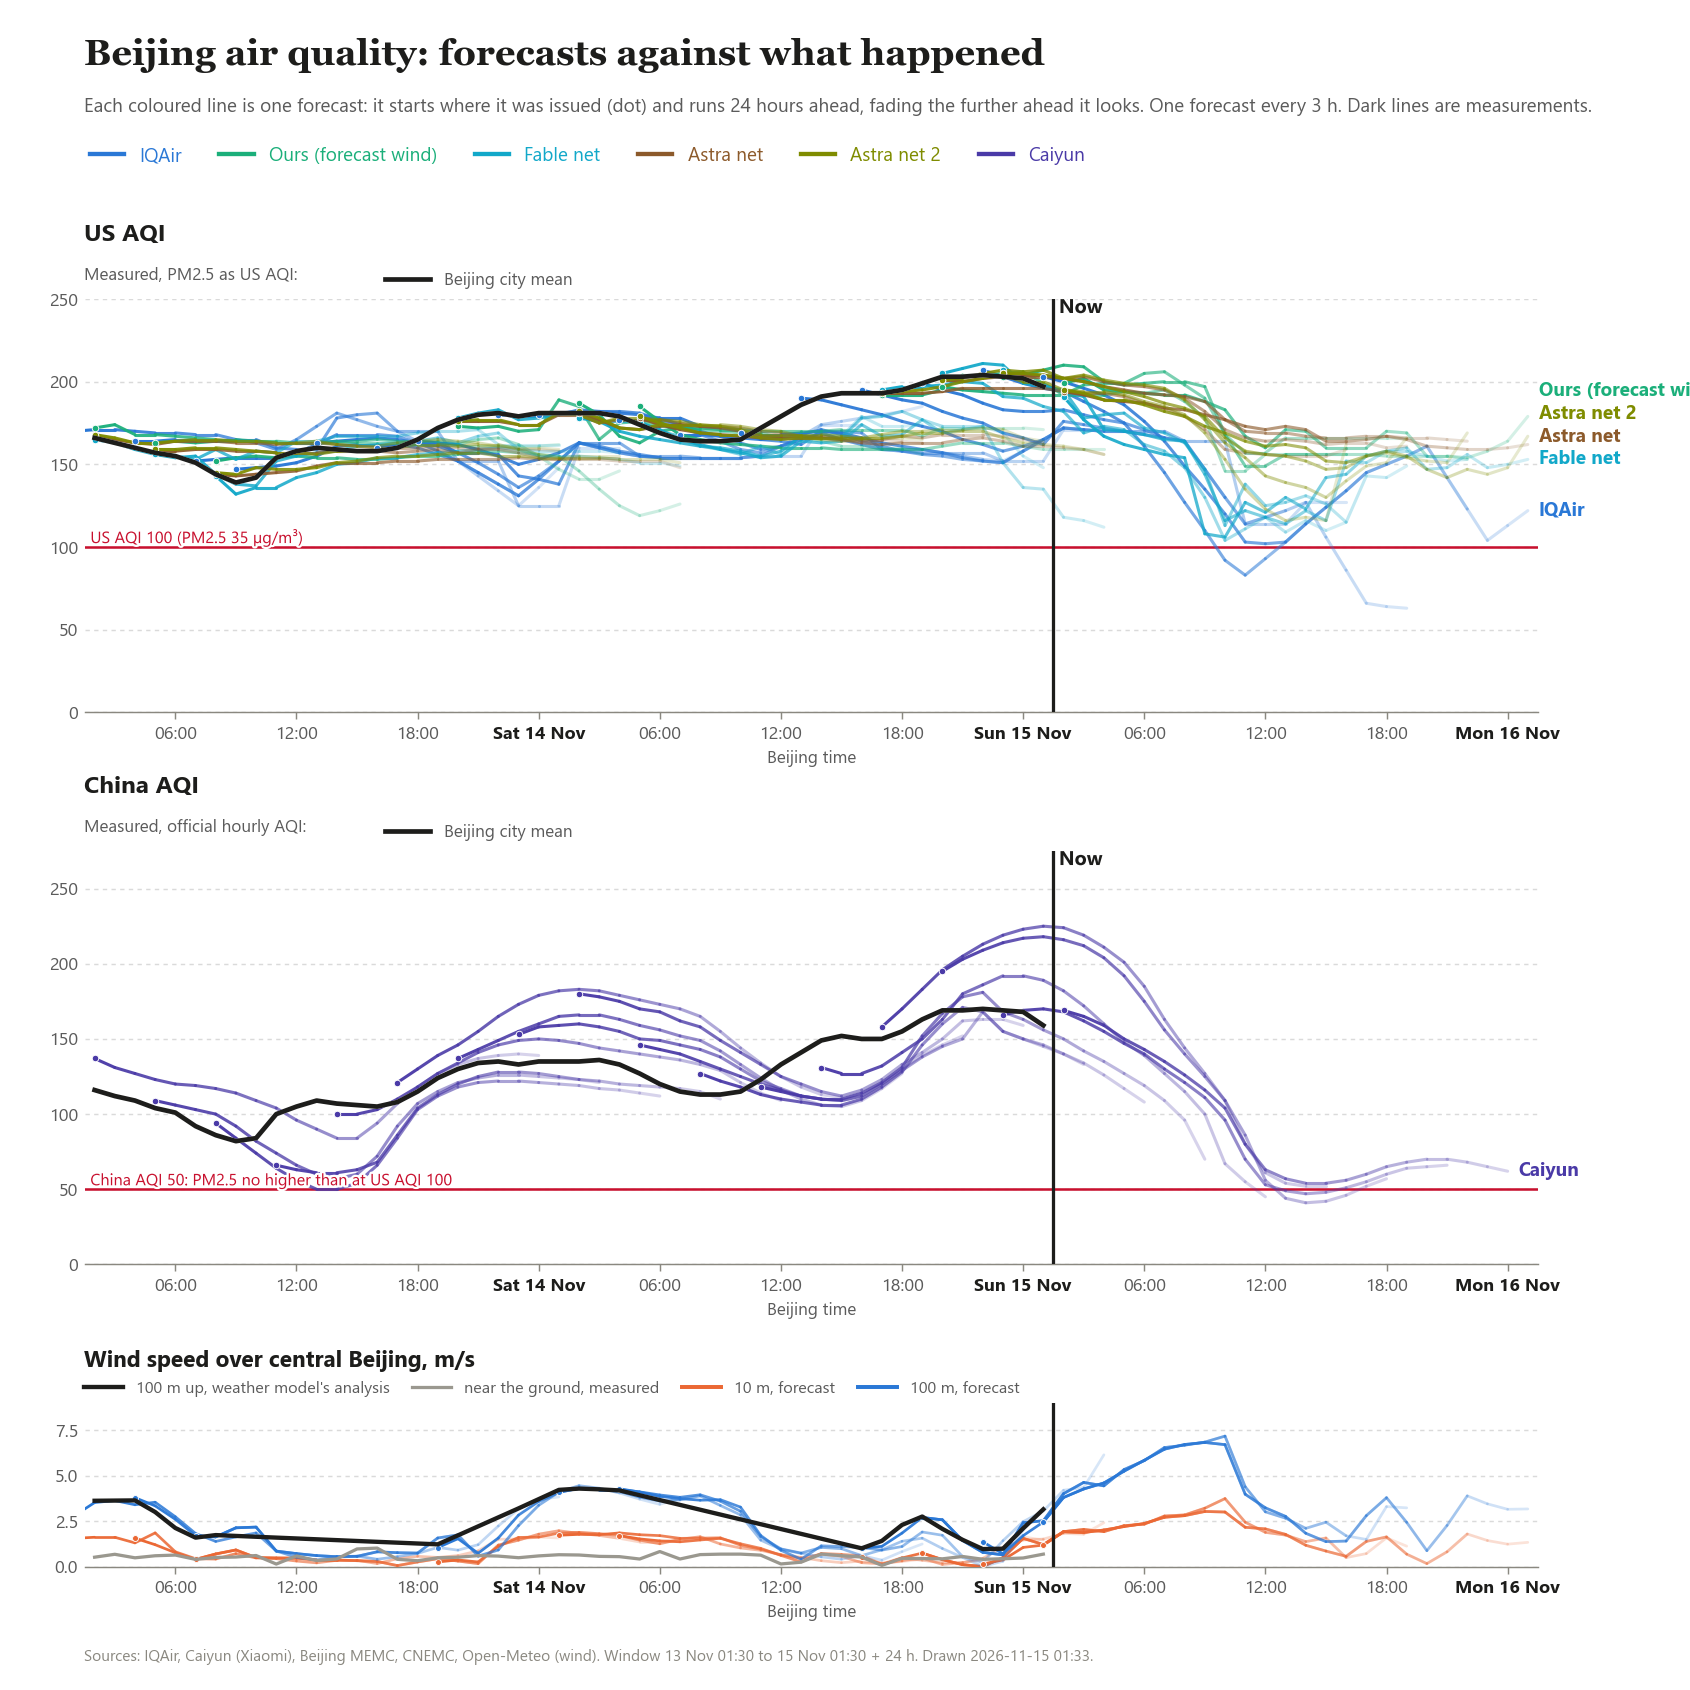 Beijing air quality: forecasts against what happened
Each coloured line is one forecast: it starts where it was issued (dot) and runs 24 hours ahead, fading the further ahead it looks. One forecast every 3 h. Dark lines are measurements.
IQAir Ours (forecast wind) Fable net Astra net Astra net 2 Caiyun
US AQI
Measured, PM2.5 as US AQI: Beijing city mean
250
Now
200
150
100
50
0
US AQI 100 (PM2.5 35 µg/m³)
Ours (forecast wi
Astra net 2
Astra net
Fable net
IQAir
06:00 12:00 18:00 Sat 14 Nov 06:00 12:00 18:00 Sun 15 Nov 06:00 12:00 18:00 Mon 16 Nov
Beijing time
China AQI
Measured, official hourly AQI: Beijing city mean
Now
250
200
150
100
50
0
China AQI 50: PM2.5 no higher than at US AQI 100
Caiyun
06:00 12:00 18:00 Sat 14 Nov 06:00 12:00 18:00 Sun 15 Nov 06:00 12:00 18:00 Mon 16 Nov
Beijing time
Wind speed over central Beijing, m/s
100 m up, weather model's analysis near the ground, measured 10 m, forecast 100 m, forecast
7.5
5.0
2.5
0.0
06:00 12:00 18:00 Sat 14 Nov 06:00 12:00 18:00 Sun 15 Nov 06:00 12:00 18:00 Mon 16 Nov
Beijing time
Sources: IQAir, Caiyun (Xiaomi), Beijing MEMC, CNEMC, Open-Meteo (wind). Window 13 Nov 01:30 to 15 Nov 01:30 + 24 h. Drawn 2026-11-15 01:33.